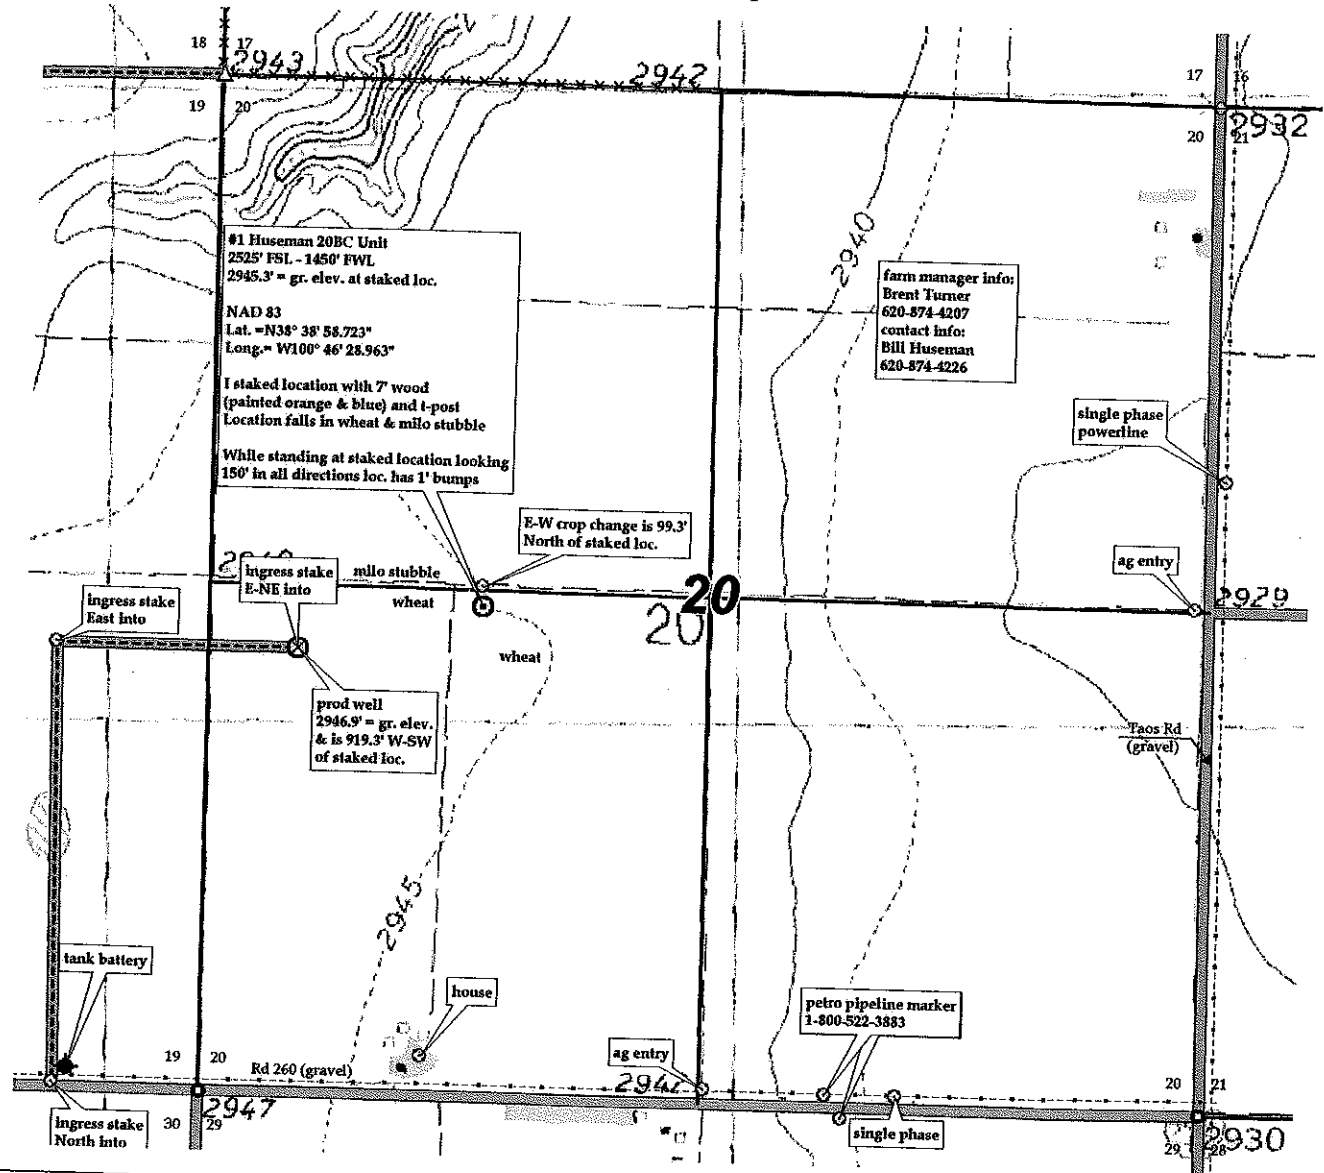 18 17
2943
2942
17 16
19 20
2932
20 21
#1 Huseman 20BC Unit
2525' FSL - 1450' FWL
2945.3' = gr. elev. at staked loc.
NAD 83
Lat. =N38° 38' 58.723"
Long.= W100° 46' 28.963"
I staked location with 7' wood
(painted orange & blue) and t-post
Location falls in wheat & milo stubble
While standing at staked location looking
150' in all directions loc. has 1' bumps
2940
farm manager info:
Brent Turner
620-874-4207
contact info:
Bill Huseman
620-874-4226
single phase
powerline
E-W crop change is 99.3'
North of staked loc.
ag entry
ingress stake
E-NE into
milo stubble
wheat
20
20
2929
ingress stake
East into
wheat
prod well
2946.9' = gr. elev.
& is 919.3' W-SW
of staked loc.
Taos Rd
(gravel)
2945
tank battery
house
petro pipeline marker
1-800-522-3883
ag entry
19 20
Rd 260 (gravel)
20 21
2947
30 29
ingress stake
North into
single phase
2930
29 28